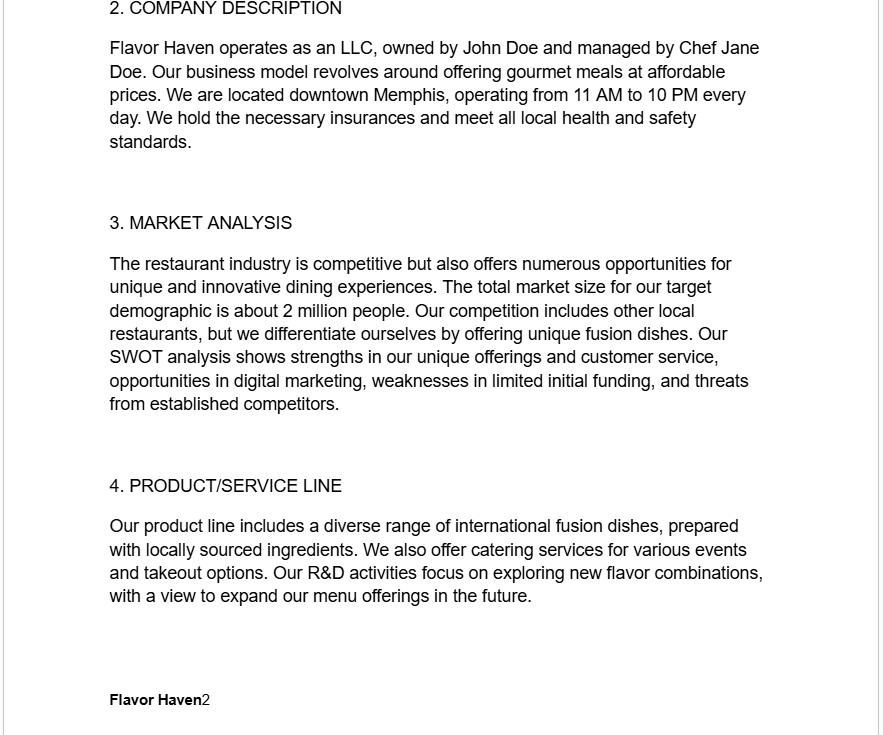 2. COMPANY DESCRIPTION
Flavor Haven operates as an LLC, owned by John Doe and managed by Chef Jane
Doe. Our business model revolves around offering gourmet meals at affordable
prices. We are located downtown Memphis, operating from 11 AM to 10 PM every
day. We hold the necessary insurances and meet all local health and safety
standards.
3. MARKET ANALYSIS
The restaurant industry is competitive but also offers numerous opportunities for
unique and innovative dining experiences. The total market size for our target
demographic is about 2 million people. Our competition includes other local
restaurants, but we differentiate ourselves by offering unique fusion dishes. Our
SWOT analysis shows strengths in our unique offerings and customer service,
opportunities in digital marketing, weaknesses in limited initial funding, and threats
from established competitors.
4. PRODUCT/SERVICE LINE
Our product line includes a diverse range of international fusion dishes, prepared
with locally sourced ingredients. We also offer catering services for various events
and takeout options. Our R&D activities focus on exploring new flavor combinations,
with a view to expand our menu offerings in the future.
Flavor Haven2